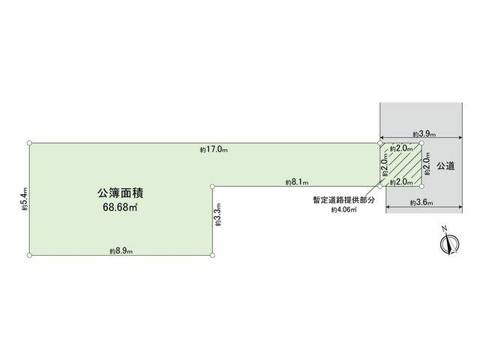 約3.9m
約17.0m
約2.0m
約2.0m
約2.0m
公道
約2.0m
約8.1m
約5.4m
公簿面積
68.68㎡
約3.3m
暫定道路提供部分
約4.06㎡
約3.6m
約8.9m
N